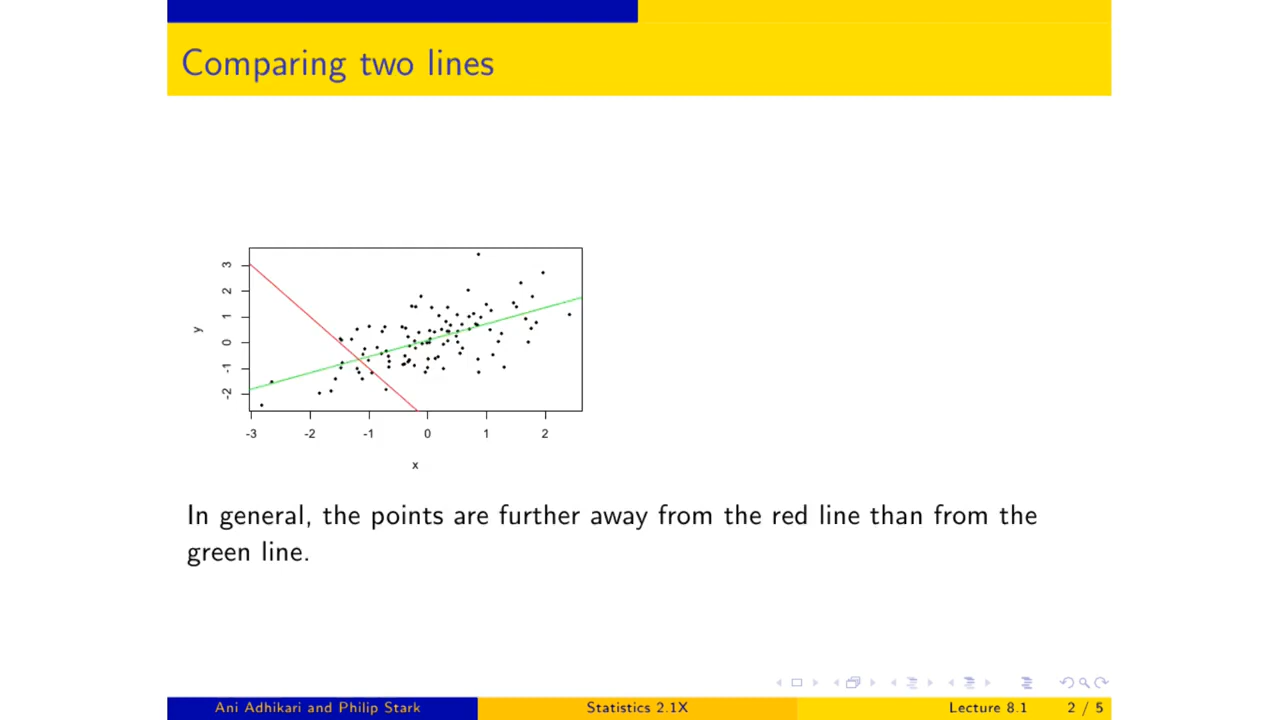 Comparing two lines
3
2
1
0
-1
-2
y
-3 -2 -1 0 1 2
x
In general, the points are further away from the red line than from the
green line.
Ani Adhikari and Philip Stark Statistics 2.1X Lecture 8.1 2 / 5